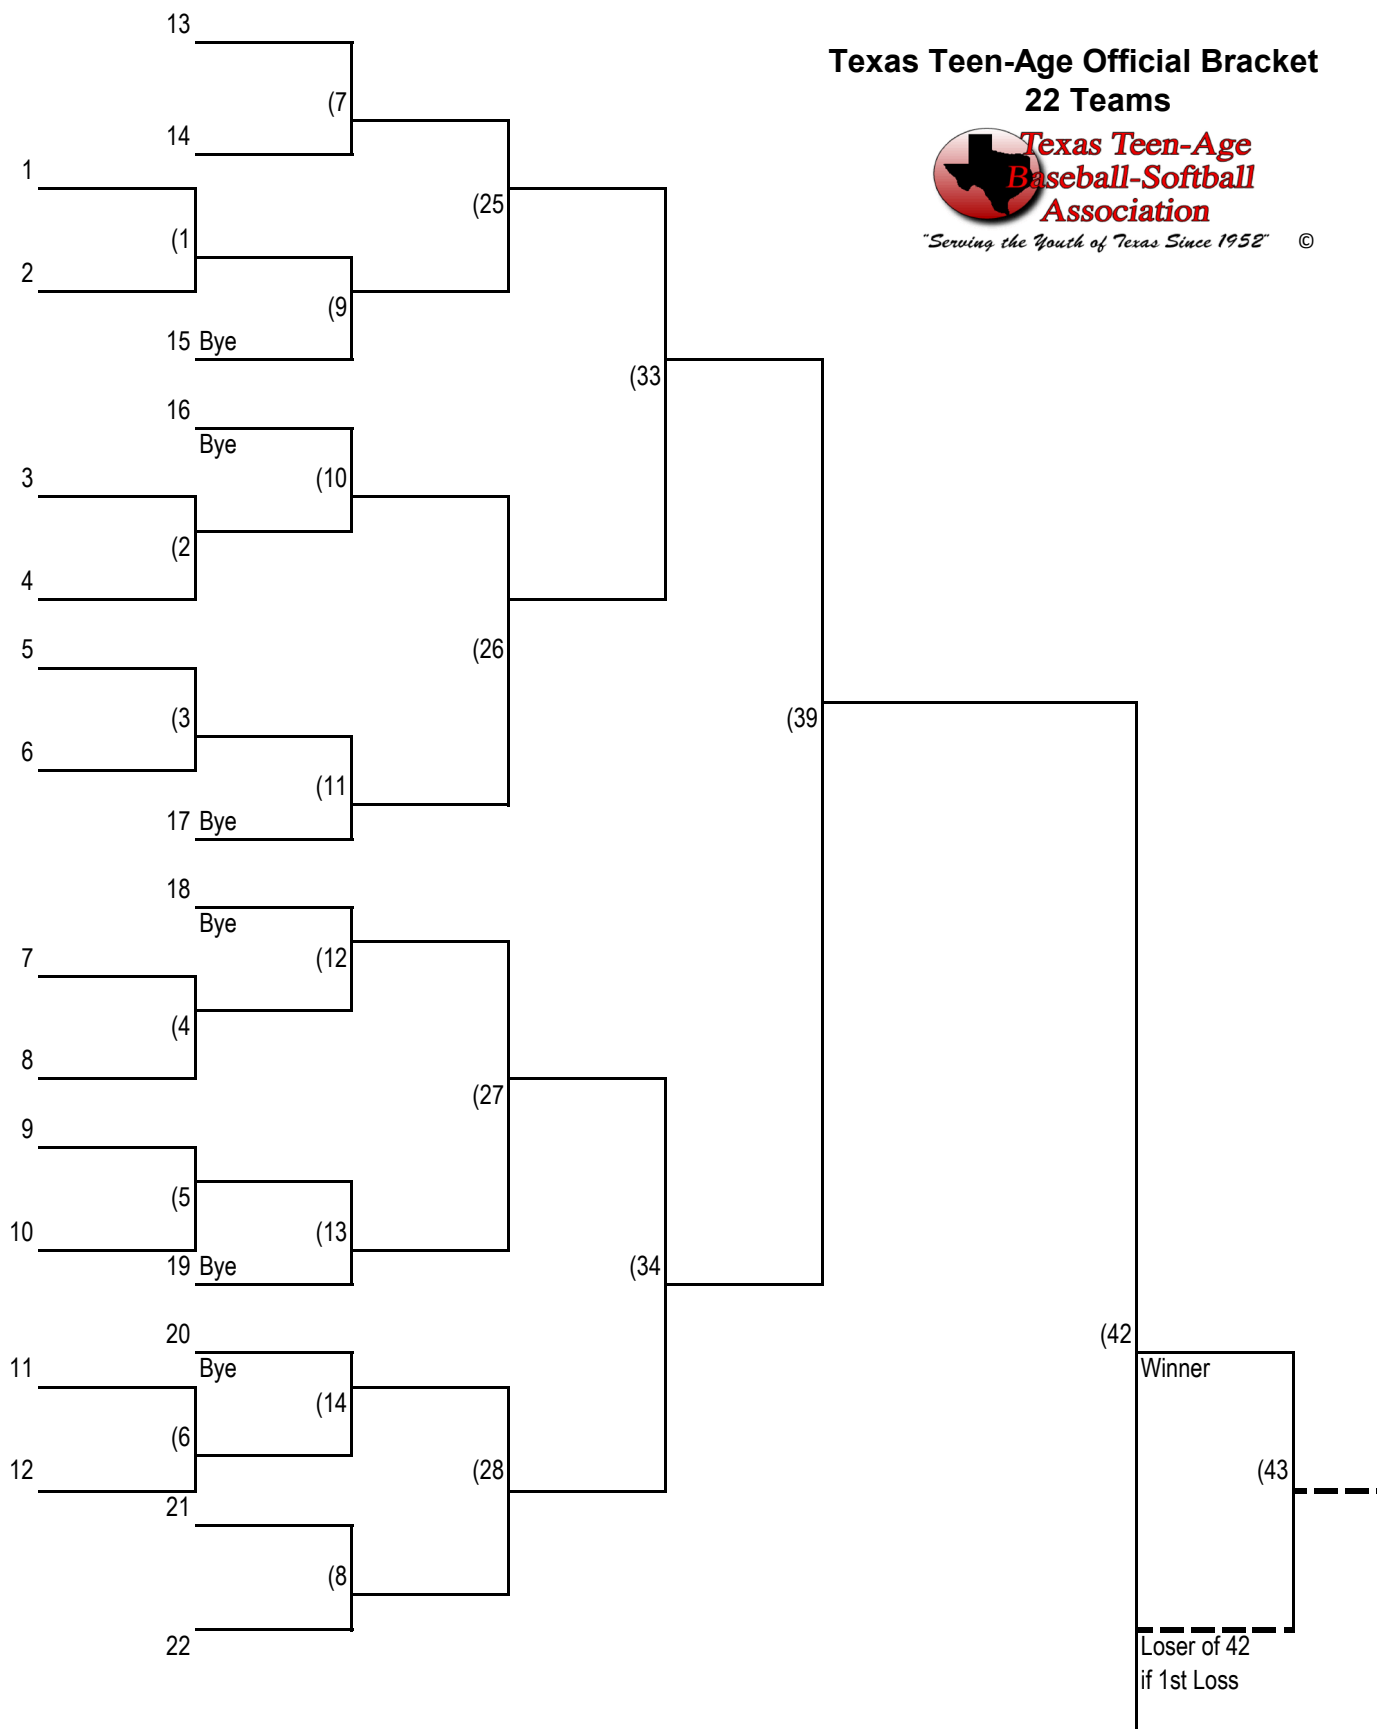 13
Texas Teen-Age Official Bracket
22 Teams
(7
14
Texas Teen-Age
Baseball-Softball
Association
"Serving the Youth of Texas Since 1952" ©
1
(25
(1
2
(9
15 Bye
(33
16
Bye
3
(10
(2
4
5
(26
(3
(39
6
(11
17 Bye
18
Bye
7
(12
(4
8
(27
9
(5
10
(13
19 Bye
(34
20
(42
11
Bye
Winner
(14
(6
12
(28
(43
21
(8
22
Loser of 42
if 1st Loss